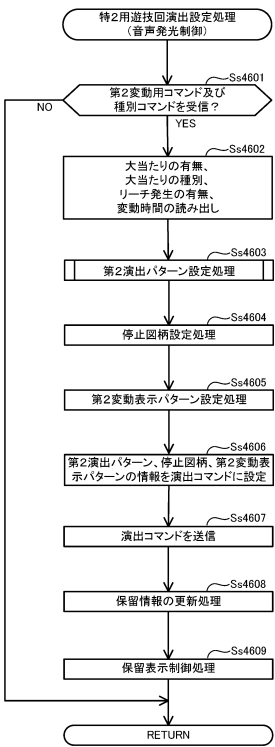 特2用遊技回演出設定処理
（音声発光制御）
Ss4601
第2変動用コマンド及び
種別コマンドを受信？
NO
YES
Ss4602
大当たりの有無、
大当たりの種別、
リーチ発生の有無、
変動時間の読み出し
Ss4603
第2演出パターン設定処理
Ss4604
停止図柄設定処理
Ss4605
第2変動表示パターン設定処理
Ss4606
第2演出パターン、停止図柄、第2変動表
示パターンの情報を演出コマンドに設定
Ss4607
演出コマンドを送信
Ss4608
保留情報の更新処理
Ss4609
保留表示制御処理
RETURN